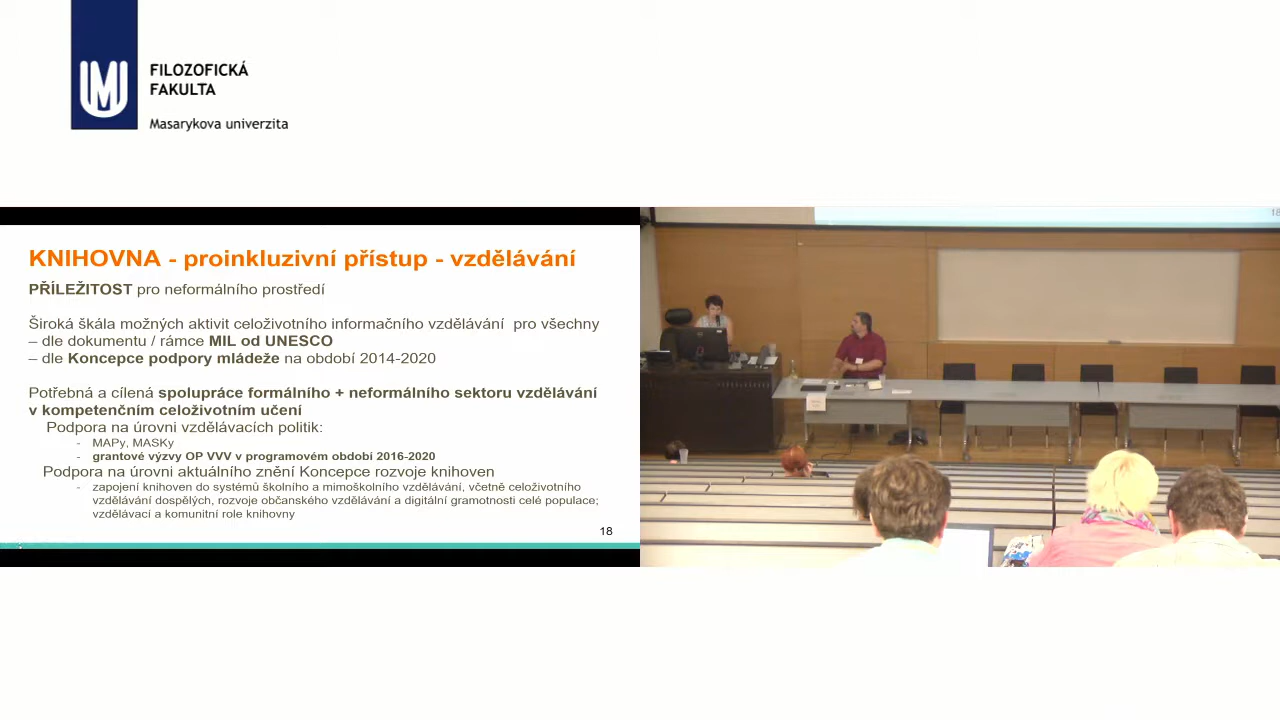 FILOZOFICKÁ
FAKULTA
Masarykova univerzita
KNIHOVNA - proinkluzivní přístup - vzdělávání
PŘÍLEŽITOST pro neformálního prostředí
Široká škála možných aktivit celoživotního informačního vzdělávání pro všechny
– dle dokumentu / rámce MIL od UNESCO
– dle Koncepce podpory mládeže na období 2014-2020
Potřebná a cílená spolupráce formálního + neformálního sektoru vzdělávání
v kompetenčním celoživotním učení
Podpora na úrovni vzdělávacích politik:
- MAPy, MASKy
- grantové výzvy OP VVV v programovém období 2016-2020
Podpora na úrovni aktuálního znění Koncepce rozvoje knihoven
- zapojení knihoven do systémů školního a mimoškolního vzdělávání, včetně celoživotního
vzdělávání dospělých, rozvoje občanského vzdělávání a digitální gramotnosti celé populace;
vzdělávací a komunitní role knihovny
18
18